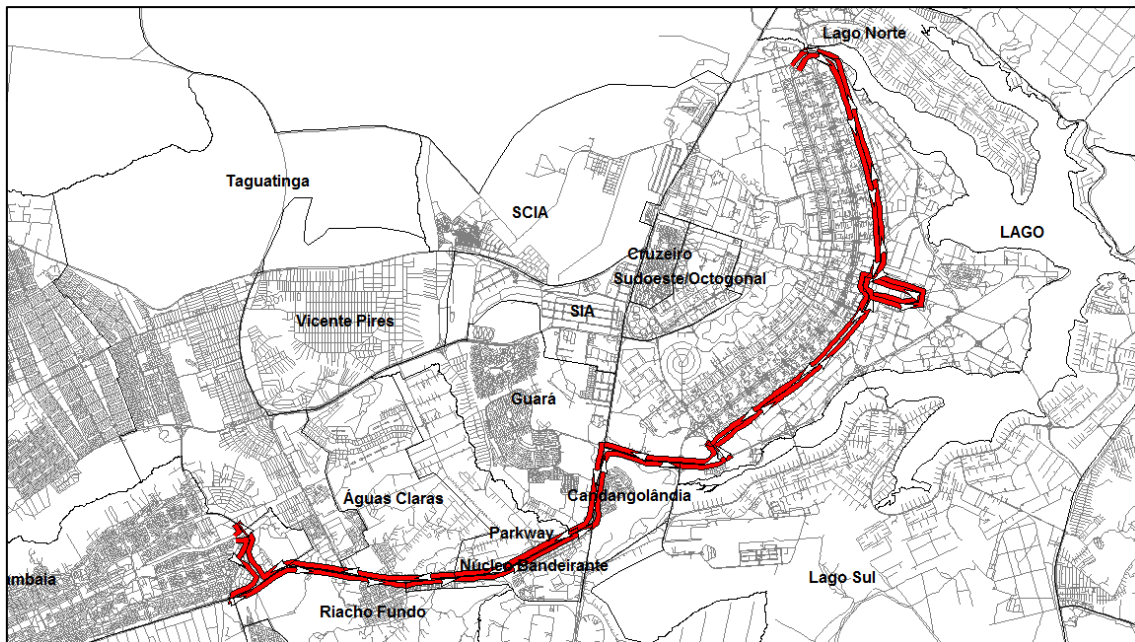 Lago Norte
Taguatinga
SCIA
LAGO
Cruzeiro
Sudoeste/Octogonal
SIA
Vicente Pires
Guará
Águas Claras
Candangolândia
Parkway
Núcleo Bandeirante
ambaia
Lago Sul
Riacho Fundo